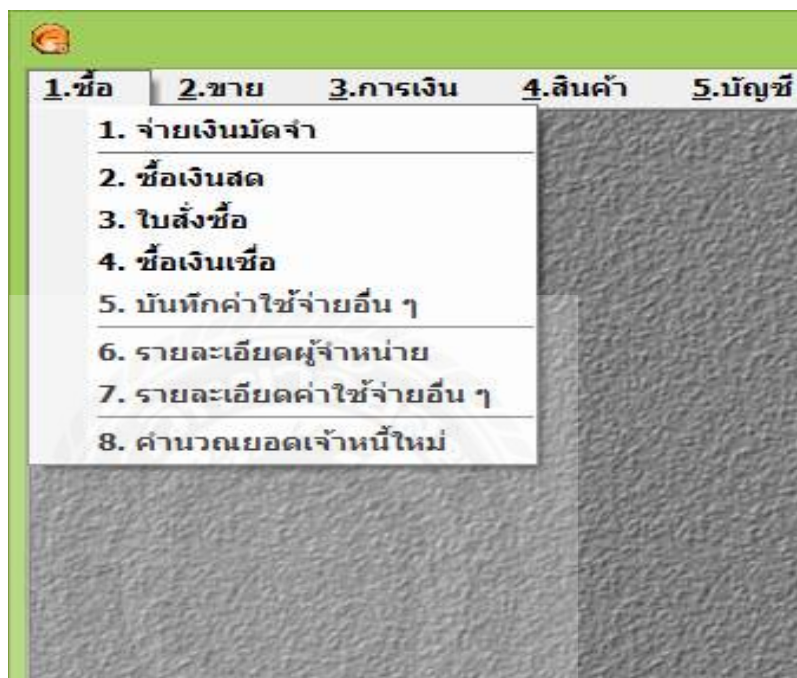 1.ซื้อ 2.ขาย 3.การเงิน 4.สินค้า 5.บัญชี
1. จ่ายเงินมัดจำ
2. ซื้อเงินสด
3. ใบสั่งซื้อ
4. ซื้อเงินเชื่อ
5. บันทึกค่าใช้จ่ายอื่น ๆ
6. รายละเอียดผู้จำหน่าย
7. รายละเอียดค่าใช้จ่ายอื่น ๆ
8. คำนวณยอดเจ้าหนี้ใหม่